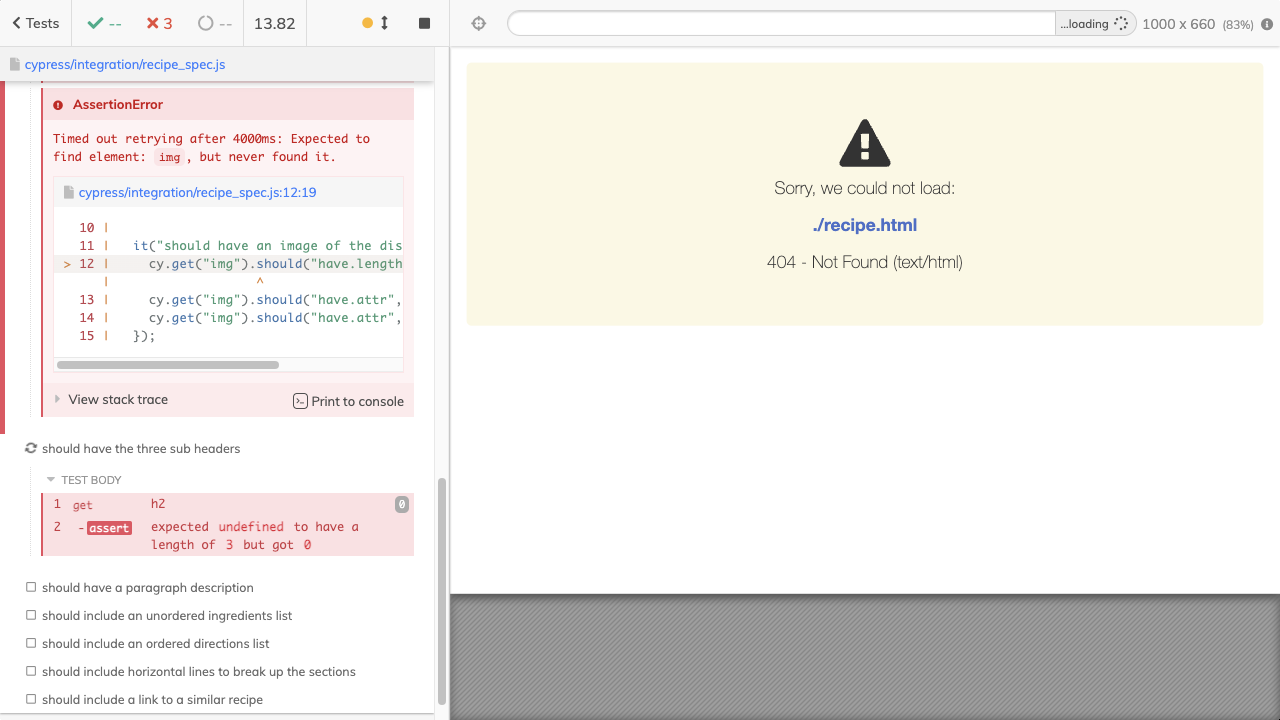 Tests
--
3
--
13.82
...loading
1000 x 660 (83%)
cypress/integration/recipe_spec.js
AssertionError
Timed out retrying after 4000ms: Expected to
find element: img, but never found it.
cypress/integration/recipe_spec.js:12:19
10 |
11 | it("should have an image of the dis
> 12 | cy.get("img").should("have.length
| ^
13 | cy.get("img").should("have.attr",
14 | cy.get("img").should("have.attr",
15 | });
View stack trace
Print to console
should have the three sub headers
TEST BODY
1 get h2 0
2 -assert expected undefined to have a
length of 3 but got 0
should have a paragraph description
should include an unordered ingredients list
should include an ordered directions list
should include horizontal lines to break up the sections
should include a link to a similar recipe
Sorry, we could not load:
./recipe.html
404 - Not Found (text/html)